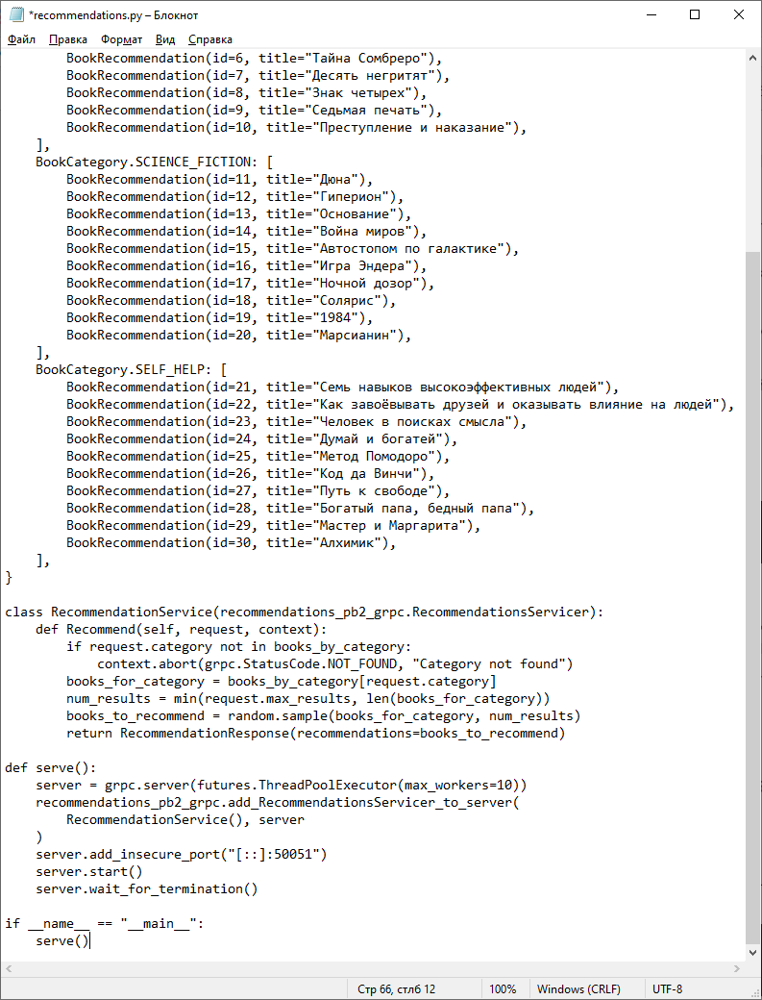 *recommendations.py – Блокнот
Файл Правка Формат Вид Справка
        BookRecommendation(id=6, title="Тайна Сомбреро"),
        BookRecommendation(id=7, title="Десять негритят"),
        BookRecommendation(id=8, title="Знак четырех"),
        BookRecommendation(id=9, title="Седьмая печать"),
        BookRecommendation(id=10, title="Преступление и наказание"),
    ],
    BookCategory.SCIENCE_FICTION: [
        BookRecommendation(id=11, title="Дюна"),
        BookRecommendation(id=12, title="Гиперион"),
        BookRecommendation(id=13, title="Основание"),
        BookRecommendation(id=14, title="Война миров"),
        BookRecommendation(id=15, title="Автостопом по галактике"),
        BookRecommendation(id=16, title="Игра Эндера"),
        BookRecommendation(id=17, title="Ночной дозор"),
        BookRecommendation(id=18, title="Солярис"),
        BookRecommendation(id=19, title="1984"),
        BookRecommendation(id=20, title="Марсианин"),
    ],
    BookCategory.SELF_HELP: [
        BookRecommendation(id=21, title="Семь навыков высокоэффективных людей"),
        BookRecommendation(id=22, title="Как завоёвывать друзей и оказывать влияние на людей"),
        BookRecommendation(id=23, title="Человек в поисках смысла"),
        BookRecommendation(id=24, title="Думай и богатей"),
        BookRecommendation(id=25, title="Метод Помодоро"),
        BookRecommendation(id=26, title="Код да Винчи"),
        BookRecommendation(id=27, title="Путь к свободе"),
        BookRecommendation(id=28, title="Богатый папа, бедный папа"),
        BookRecommendation(id=29, title="Мастер и Маргарита"),
        BookRecommendation(id=30, title="Алхимик"),
    ],
}
class RecommendationService(recommendations_pb2_grpc.RecommendationsServicer):
    def Recommend(self, request, context):
        if request.category not in books_by_category:
            context.abort(grpc.StatusCode.NOT_FOUND, "Category not found")
        books_for_category = books_by_category[request.category]
        num_results = min(request.max_results, len(books_for_category))
        books_to_recommend = random.sample(books_for_category, num_results)
        return RecommendationResponse(recommendations=books_to_recommend)
def serve():
    server = grpc.server(futures.ThreadPoolExecutor(max_workers=10))
    recommendations_pb2_grpc.add_RecommendationsServicer_to_server(
        RecommendationService(), server
    )
    server.add_insecure_port("[::]:50051")
    server.start()
    server.wait_for_termination()
if __name__ == "__main__":
    serve()
Стр 66, стлб 12 100% Windows (CRLF) UTF-8